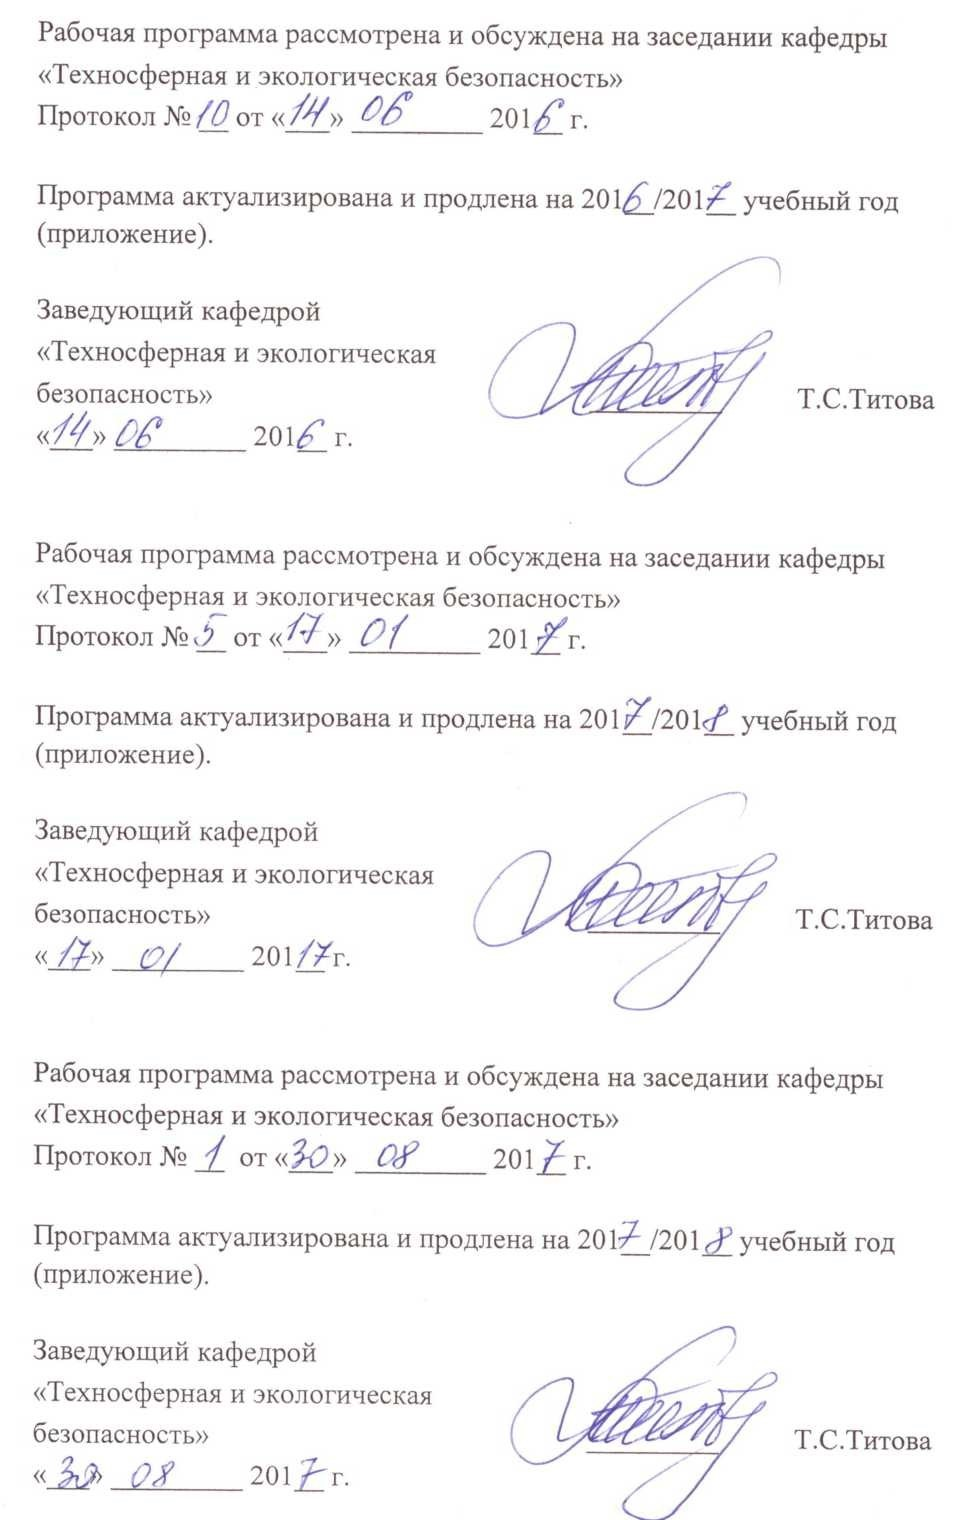 Рабочая программа рассмотрена и обсуждена на заседании кафедры
«Техносферная и экологическая безопасность»
Протокол № 10 от «14» 06 2016 г.
Программа актуализирована и продлена на 2016/2017 учебный год
(приложение).
Заведующий кафедрой
«Техносферная и экологическая
безопасность» Т.С.Титова
«14» 06 2016 г.
Рабочая программа рассмотрена и обсуждена на заседании кафедры
«Техносферная и экологическая безопасность»
Протокол № 5 от «17» 01 2017 г.
Программа актуализирована и продлена на 2017/2018 учебный год
(приложение).
Заведующий кафедрой
«Техносферная и экологическая
безопасность» Т.С.Титова
«17» 01 20117 г.
Рабочая программа рассмотрена и обсуждена на заседании кафедры
«Техносферная и экологическая безопасность»
Протокол № 1 от «30» 08 2017 г.
Программа актуализирована и продлена на 2017/2018 учебный год
(приложение).
Заведующий кафедрой
«Техносферная и экологическая
безопасность» Т.С.Титова
«30» 08 2017 г.